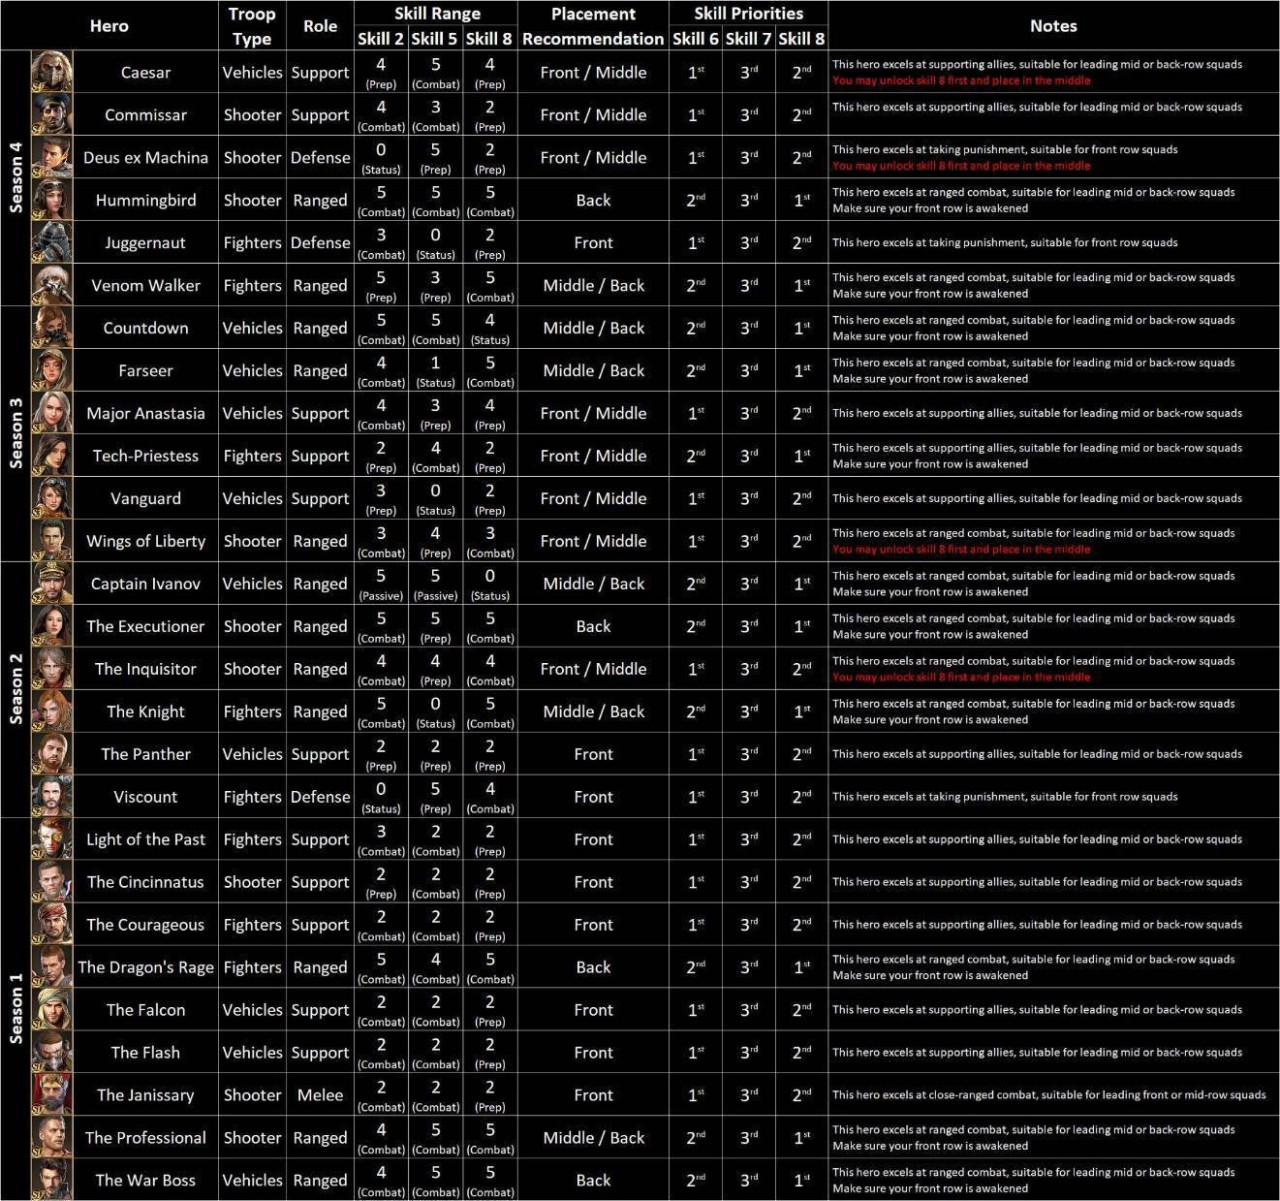 Hero Troop Type Role Skill Range Placement Recommendation Skill Priorities Notes
Skill 2 Skill 5 Skill 8 Skill 6 Skill 7 Skill 8
Season 4
Caesar Vehicles Support 4 (Prep) 5 (Combat) 4 (Prep) Front / Middle 1st 3rd 2nd This hero excels at supporting allies, suitable for leading mid or back-row squads
You may unlock skill 8 first and place in the middle
Commissar Shooter Support 4 (Combat) 3 (Combat) 2 (Prep) Front / Middle 1st 3rd 2nd This hero excels at supporting allies, suitable for leading mid or back-row squads
Deus ex Machina Shooter Defense 0 (Status) 5 (Prep) 2 (Prep) Front / Middle 1st 3rd 2nd This hero excels at taking punishment, suitable for front row squads
You may unlock skill 8 first and place in the middle
Hummingbird Shooter Ranged 5 (Combat) 5 (Combat) 5 (Combat) Back 2nd 3rd 1st This hero excels at ranged combat, suitable for leading mid or back-row squads
Make sure your front row is awakened
Juggernaut Fighters Defense 3 (Combat) 0 (Status) 2 (Prep) Front 1st 3rd 2nd This hero excels at taking punishment, suitable for front row squads
Venom Walker Fighters Ranged 5 (Prep) 3 (Prep) 5 (Combat) Middle / Back 2nd 3rd 1st This hero excels at ranged combat, suitable for leading mid or back-row squads
Make sure your front row is awakened
Season 3
Countdown Vehicles Ranged 5 (Combat) 5 (Combat) 4 (Status) Middle / Back 2nd 3rd 1st This hero excels at ranged combat, suitable for leading mid or back-row squads
Make sure your front row is awakened
Farseer Vehicles Ranged 4 (Combat) 1 (Status) 5 (Combat) Middle / Back 2nd 3rd 1st This hero excels at ranged combat, suitable for leading mid or back-row squads
Make sure your front row is awakened
Major Anastasia Vehicles Support 4 (Combat) 3 (Prep) 4 (Prep) Front / Middle 1st 3rd 2nd This hero excels at supporting allies, suitable for leading mid or back-row squads
Tech-Priestess Fighters Support 2 (Prep) 4 (Combat) 2 (Prep) Front / Middle 2nd 3rd 1st This hero excels at supporting allies, suitable for leading mid or back-row squads
Make sure your front row is awakened
Vanguard Vehicles Support 3 (Prep) 0 (Status) 2 (Prep) Front / Middle 1st 3rd 2nd This hero excels at supporting allies, suitable for leading mid or back-row squads
Wings of Liberty Shooter Ranged 3 (Combat) 4 (Prep) 3 (Combat) Front / Middle 1st 3rd 2nd This hero excels at ranged combat, suitable for leading mid or back-row squads
You may unlock skill 8 first and place in the middle
Season 2
Captain Ivanov Vehicles Ranged 5 (Passive) 5 (Passive) 0 (Status) Middle / Back 2nd 3rd 1st This hero excels at ranged combat, suitable for leading mid or back-row squads
Make sure your front row is awakened
The Executioner Shooter Ranged 5 (Combat) 5 (Prep) 5 (Combat) Back 2nd 3rd 1st This hero excels at ranged combat, suitable for leading mid or back-row squads
Make sure your front row is awakened
The Inquisitor Shooter Ranged 4 (Combat) 4 (Prep) 4 (Combat) Front / Middle 1st 3rd 2nd This hero excels at ranged combat, suitable for leading mid or back-row squads
You may unlock skill 8 first and place in the middle
The Knight Fighters Ranged 5 (Combat) 0 (Status) 5 (Combat) Middle / Back 2nd 3rd 1st This hero excels at ranged combat, suitable for leading mid or back-row squads
Make sure your front row is awakened
The Panther Vehicles Support 2 (Prep) 2 (Prep) 2 (Prep) Front 1st 3rd 2nd This hero excels at supporting allies, suitable for leading mid or back-row squads
Viscount Fighters Defense 0 (Status) 5 (Prep) 4 (Combat) Front 1st 3rd 2nd This hero excels at taking punishment, suitable for front row squads
Season 1
Light of the Past Fighters Support 3 (Combat) 2 (Combat) 2 (Prep) Front 1st 3rd 2nd This hero excels at supporting allies, suitable for leading mid or back-row squads
The Cincinnatus Shooter Support 2 (Prep) 2 (Combat) 2 (Prep) Front 1st 3rd 2nd This hero excels at supporting allies, suitable for leading mid or back-row squads
The Courageous Fighters Support 2 (Combat) 2 (Combat) 2 (Prep) Front 1st 3rd 2nd This hero excels at supporting allies, suitable for leading mid or back-row squads
The Dragon's Rage Fighters Ranged 5 (Combat) 4 (Combat) 5 (Combat) Back 2nd 3rd 1st This hero excels at ranged combat, suitable for leading mid or back-row squads
Make sure your front row is awakened
The Falcon Vehicles Support 2 (Combat) 2 (Combat) 2 (Prep) Front 1st 3rd 2nd This hero excels at supporting allies, suitable for leading mid or back-row squads
The Flash Vehicles Support 2 (Combat) 2 (Combat) 2 (Prep) Front 1st 3rd 2nd This hero excels at supporting allies, suitable for leading mid or back-row squads
The Janissary Shooter Melee 2 (Combat) 2 (Combat) 2 (Prep) Front 1st 3rd 2nd This hero excels at close-ranged combat, suitable for leading front or mid-row squads
The Professional Shooter Ranged 4 (Combat) 5 (Combat) 5 (Combat) Middle / Back 2nd 3rd 1st This hero excels at ranged combat, suitable for leading mid or back-row squads
Make sure your front row is awakened
The War Boss Vehicles Ranged 4 (Combat) 5 (Combat) 5 (Combat) Back 2nd 3rd 1st This hero excels at ranged combat, suitable for leading mid or back-row squads
Make sure your front row is awakened